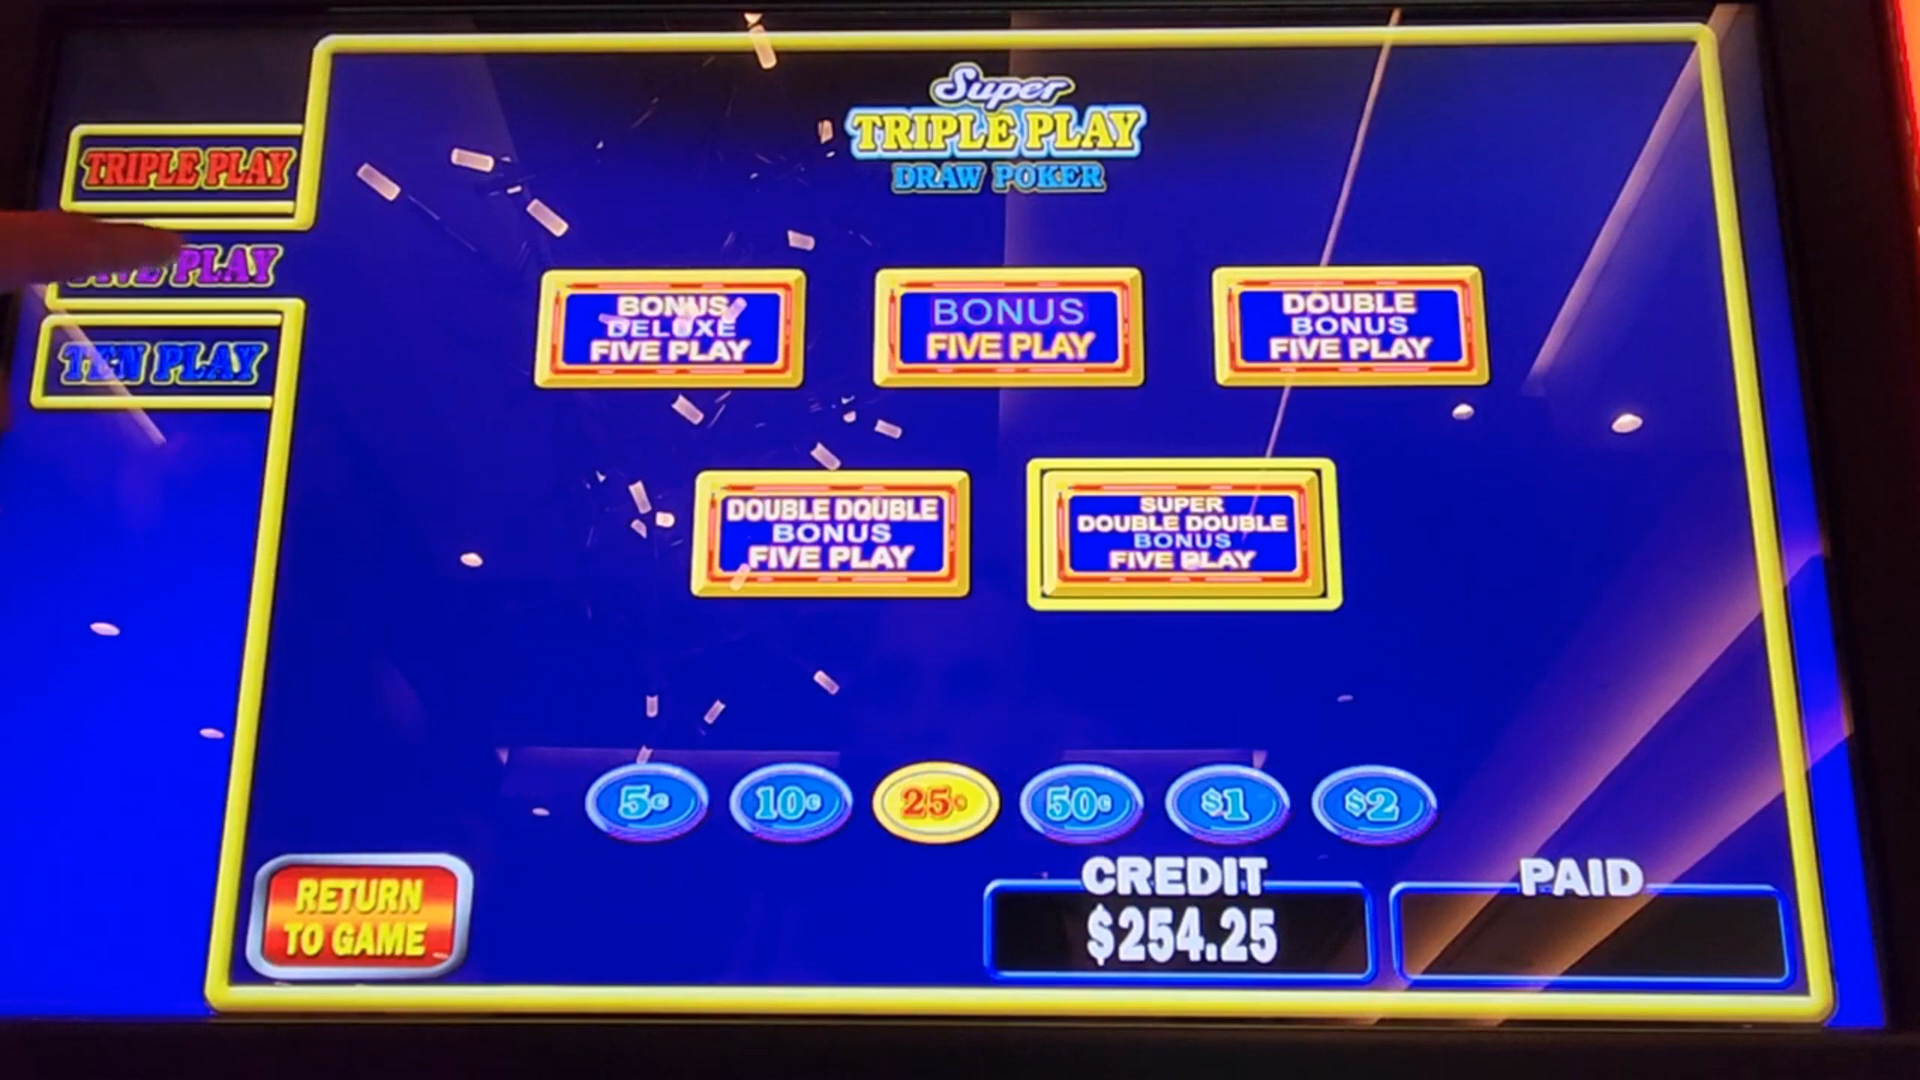 Super
TRIPLE PLAY
DRAW POKER
TRIPLE PLAY
FIVE PLAY
TEN PLAY
BONUS
DELUXE
FIVE PLAY
BONUS
FIVE PLAY
DOUBLE
BONUS
FIVE PLAY
DOUBLE DOUBLE
BONUS
FIVE PLAY
SUPER
DOUBLE DOUBLE
BONUS
FIVE PLAY
5¢
10¢
25¢
50¢
$1
$2
RETURN
TO GAME
CREDIT
$254.25
PAID